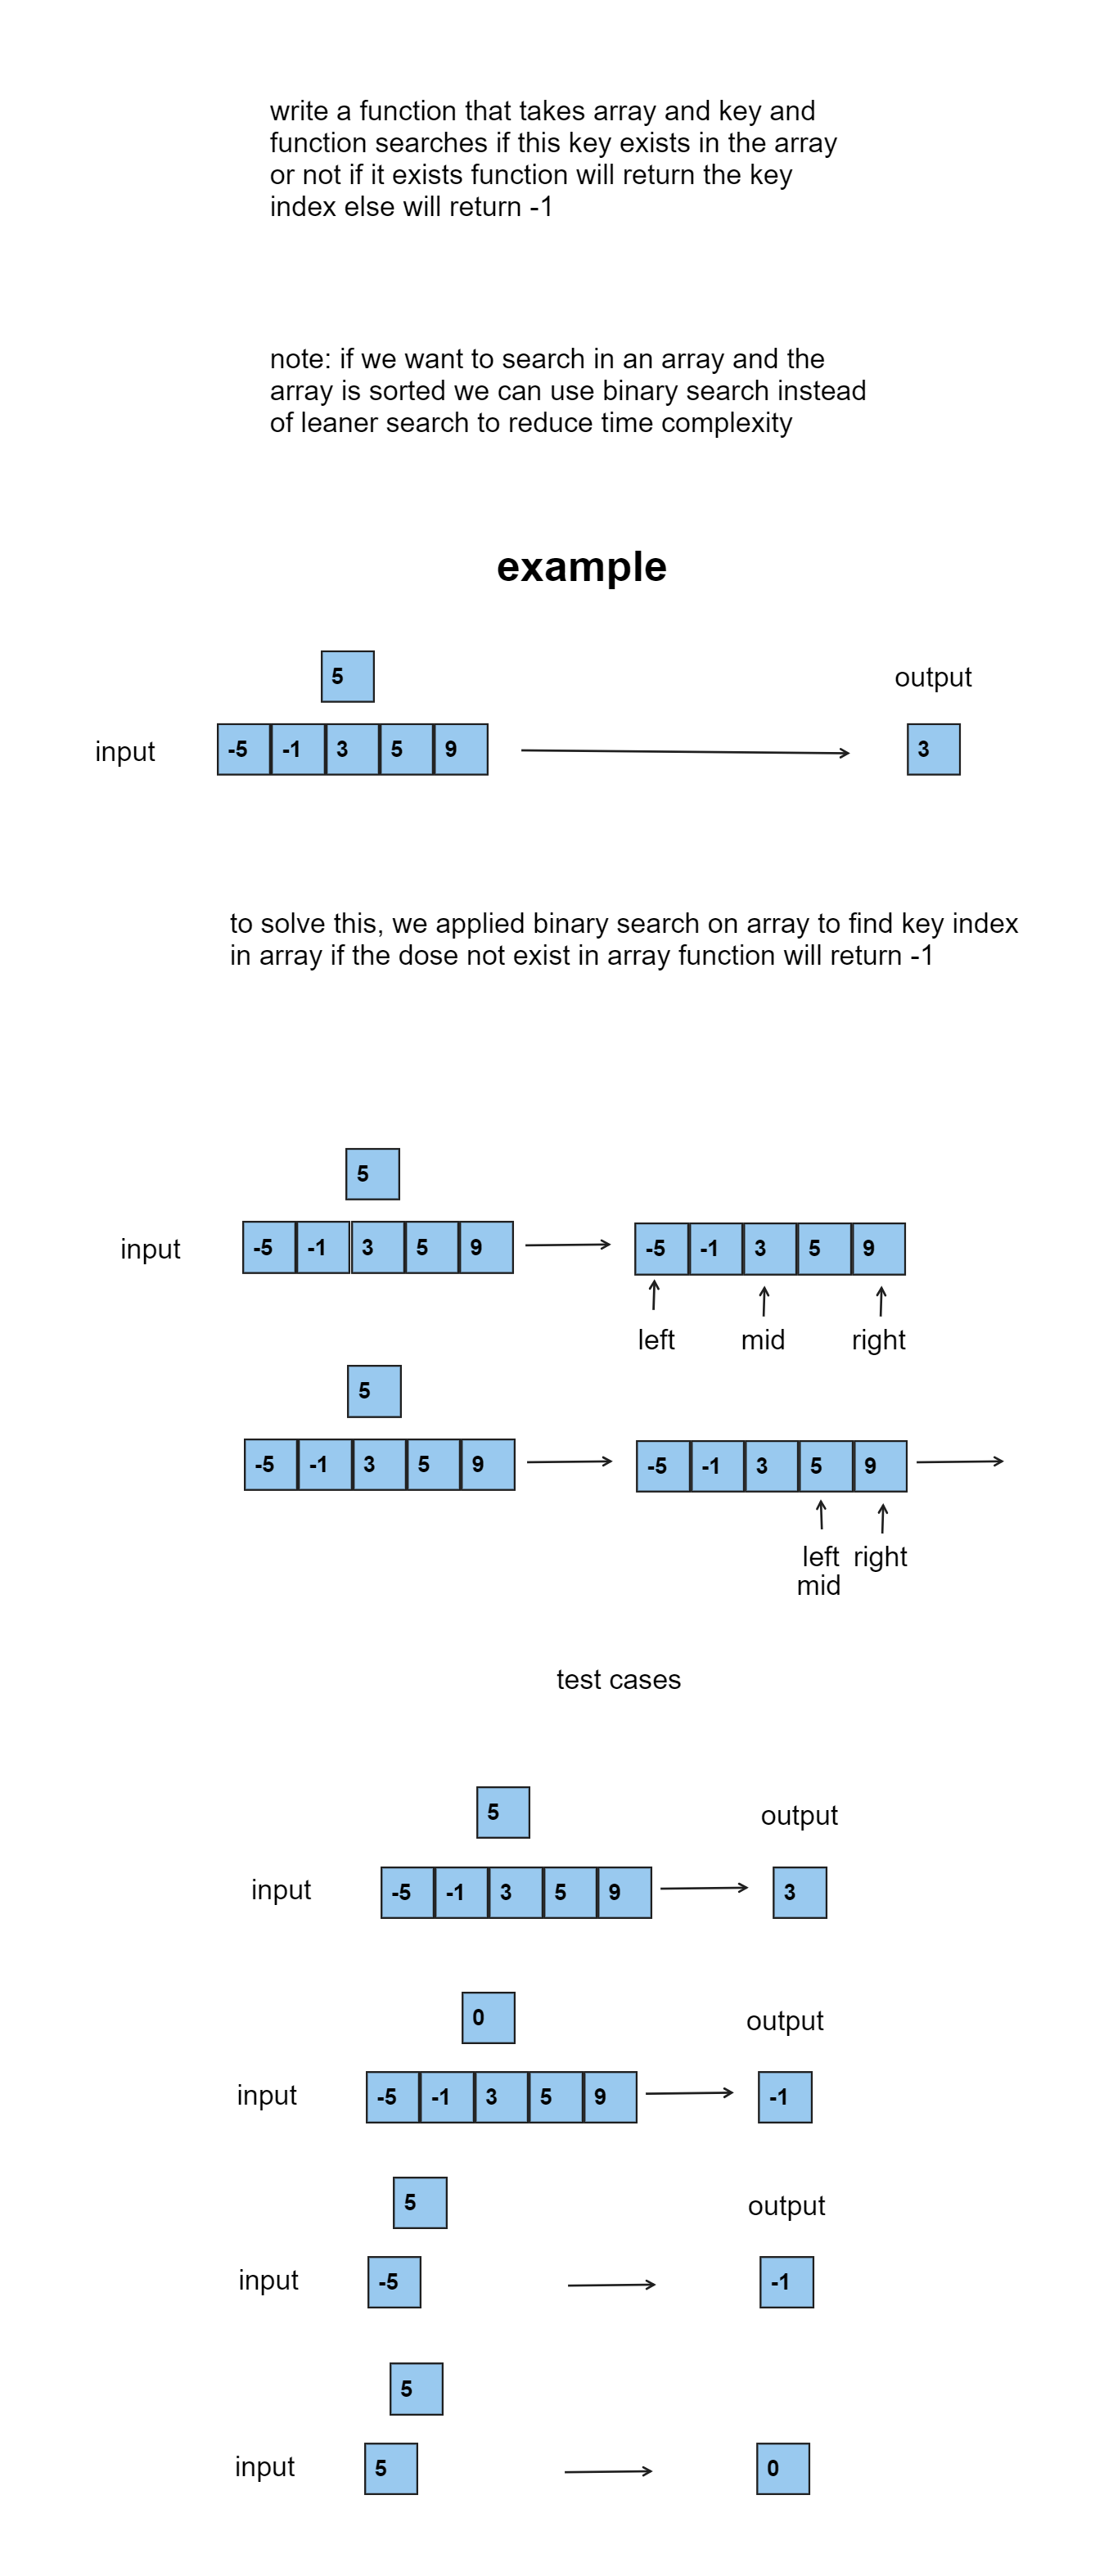 write a function that takes array and key and
function searches if this key exists in the array
or not if it exists function will return the key
index else will return -1
note: if we want to search in an array and the
array is sorted we can use binary search instead
of leaner search to reduce time complexity
example
5
output
input -5 -1 3 5 9 3
to solve this, we applied binary search on array to find key index
in array if the dose not exist in array function will return -1
5
input -5 -1 3 5 9 -5 -1 3 5 9
left mid right
5
-5 -1 3 5 9 -5 -1 3 5 9
left right
mid
test cases
5 output
input -5 -1 3 5 9 3
0 output
input -5 -1 3 5 9 -1
5 output
input -5 -1
5
input 5 0